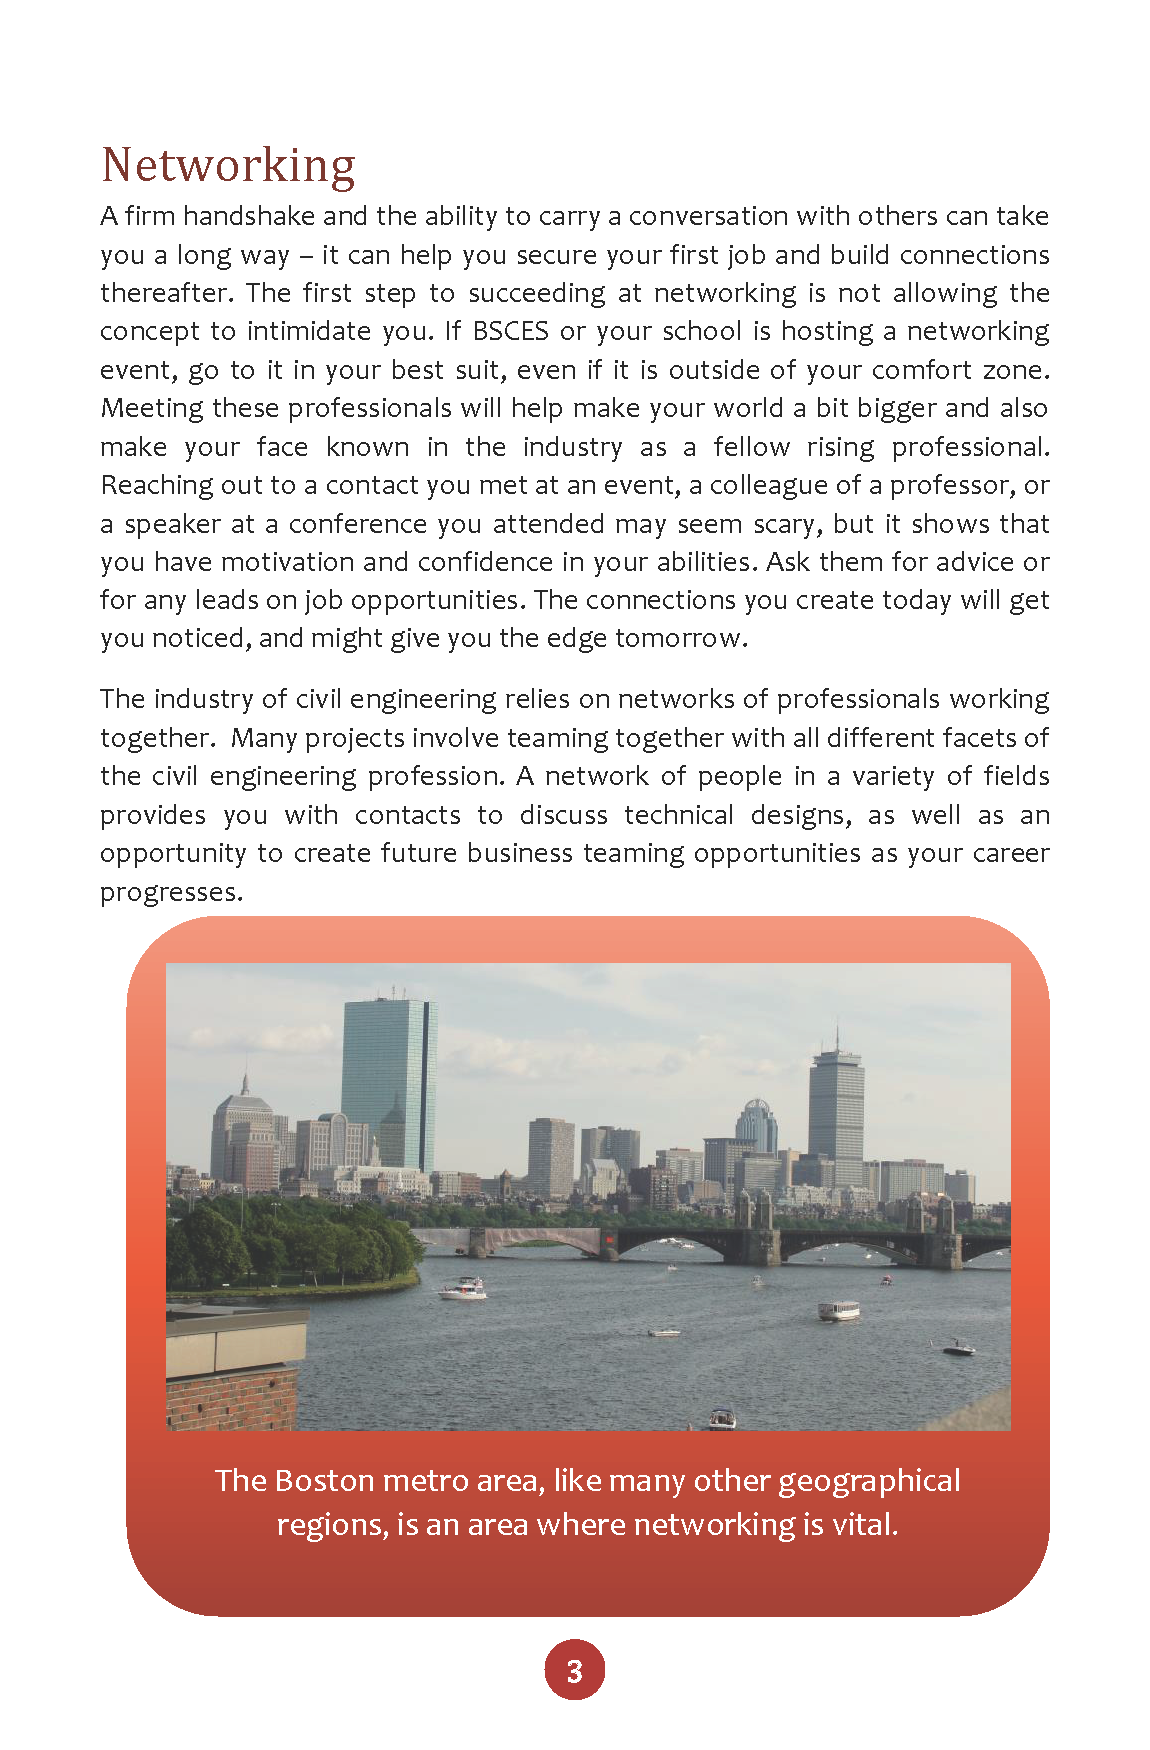 Networking
A firm handshake and the ability to carry a conversation with others can take
you a long way – it can help you secure your first job and build connections
thereafter. The first step to succeeding at networking is not allowing the
concept to intimidate you. If BSCES or your school is hosting a networking
event, go to it in your best suit, even if it is outside of your comfort zone.
Meeting these professionals will help make your world a bit bigger and also
make your face known in the industry as a fellow rising professional.
Reaching out to a contact you met at an event, a colleague of a professor, or
a speaker at a conference you attended may seem scary, but it shows that
you have motivation and confidence in your abilities. Ask them for advice or
for any leads on job opportunities. The connections you create today will get
you noticed, and might give you the edge tomorrow.
The industry of civil engineering relies on networks of professionals working
together. Many projects involve teaming together with all different facets of
the civil engineering profession. A network of people in a variety of fields
provides you with contacts to discuss technical designs, as well as an
opportunity to create future business teaming opportunities as your career
progresses.
The Boston metro area, like many other geographical
regions, is an area where networking is vital.
3